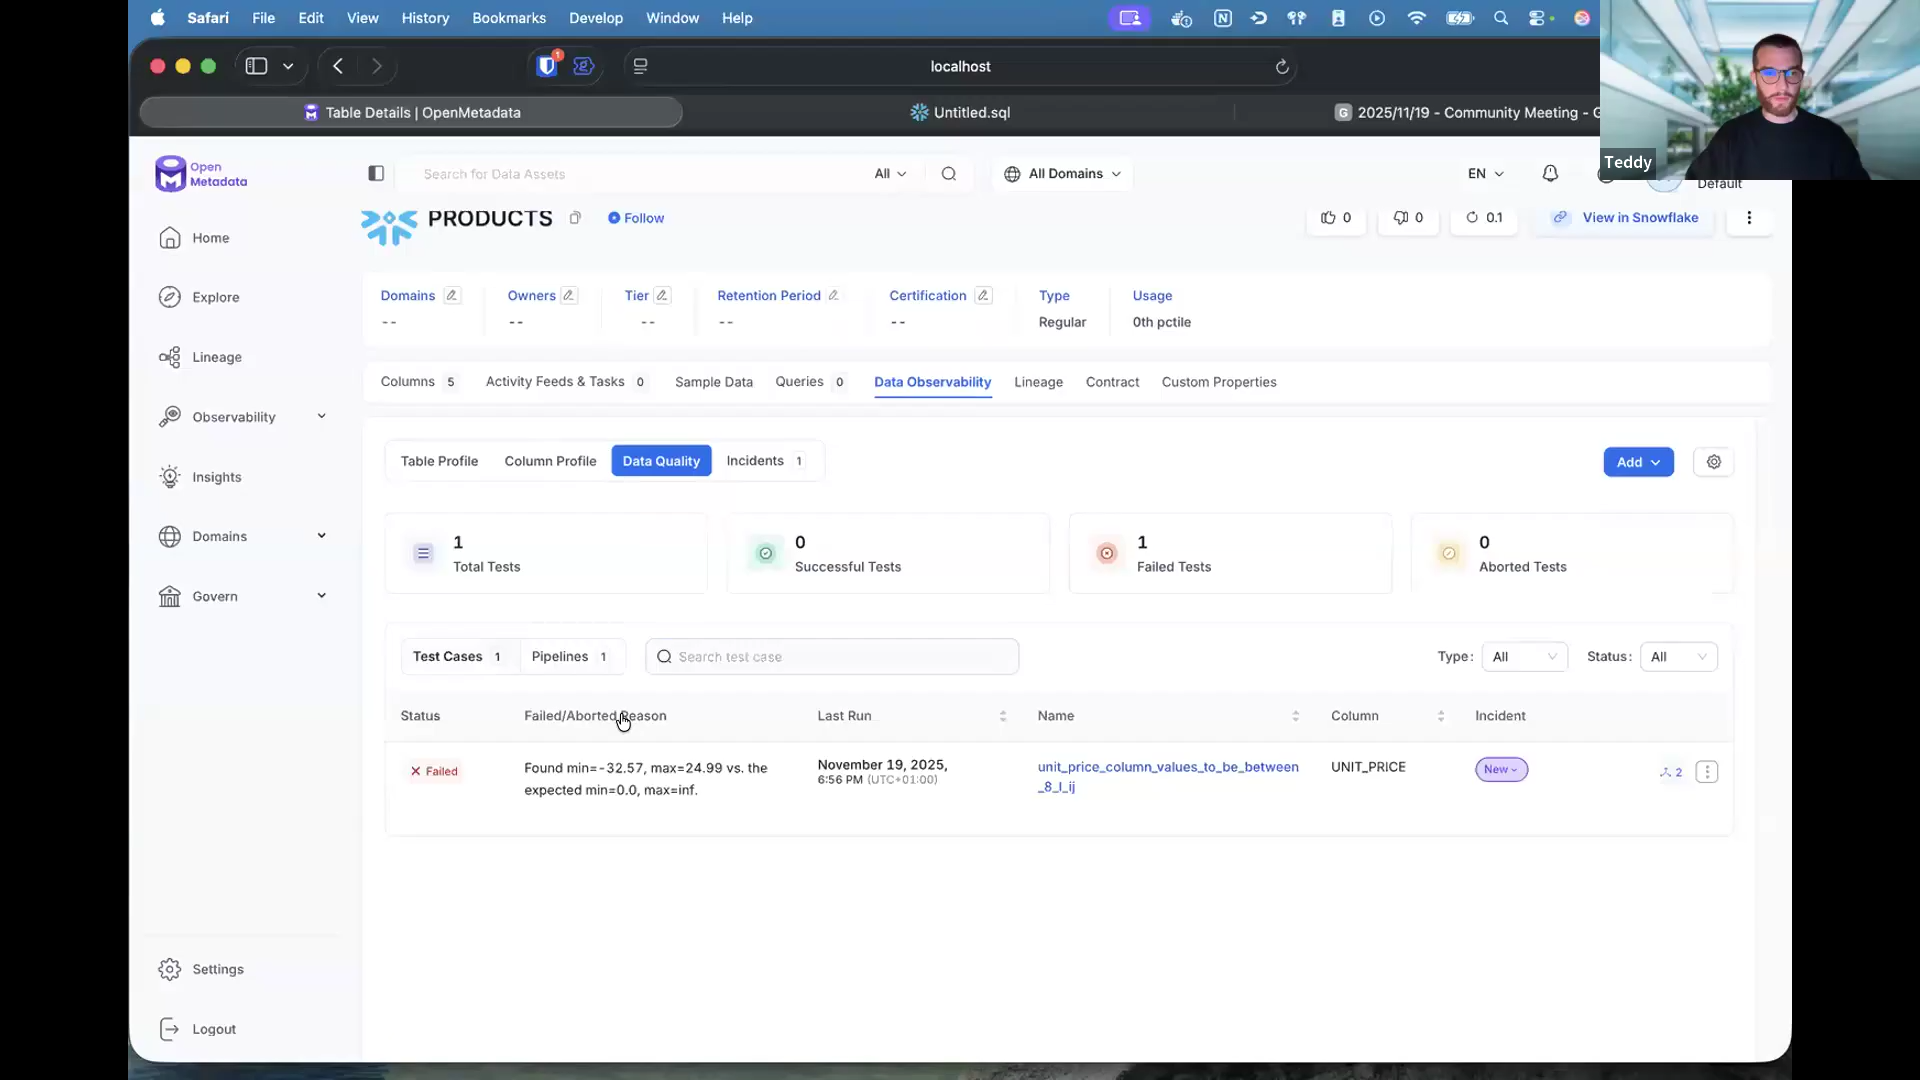 Safari File Edit View History Bookmarks Develop Window Help
1
localhost
Table Details | OpenMetadata
Untitled.sql
2025/11/19 - Community Meeting - G
Teddy
Open
Metadata
Search for Data Assets
All
All Domains
EN
Default
PRODUCTS
Follow
0
0
0.1
View in Snowflake
Home
Explore
Lineage
Observability
Insights
Domains
Govern
Settings
Logout
Domains Owners Tier Retention Period Certification Type Usage
-- -- -- -- -- Regular 0th pctile
Columns 5 Activity Feeds & Tasks 0 Sample Data Queries 0 Data Observability Lineage Contract Custom Properties
Table Profile Column Profile Data Quality Incidents 1
Add
1
Total Tests
0
Successful Tests
1
Failed Tests
0
Aborted Tests
Test Cases 1 Pipelines 1 Search test case Type: All Status: All
Status Failed/Aborted Reason Last Run Name Column Incident
Failed
Found min=-32.57, max=24.99 vs. the
expected min=0.0, max=inf.
November 19, 2025,
6:56 PM (UTC+01:00)
unit_price_column_values_to_be_between
_8_l_ij
UNIT_PRICE
New
2